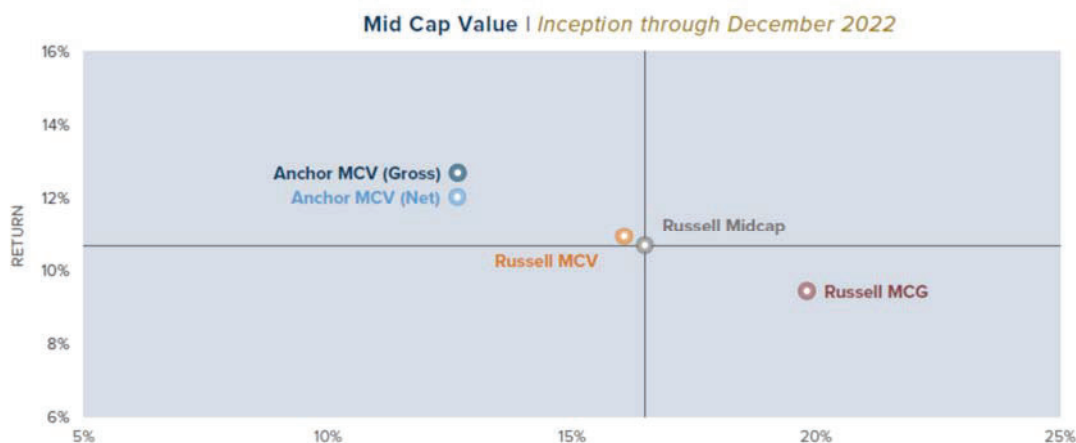 Mid Cap Value | Inception through December 2022
16%
14%
12%
10%
8%
6%
RETURN
Anchor MCV (Gross)
Anchor MCV (Net)
Russell Midcap
Russell MCV
Russell MCG
5%
10%
15%
20%
25%